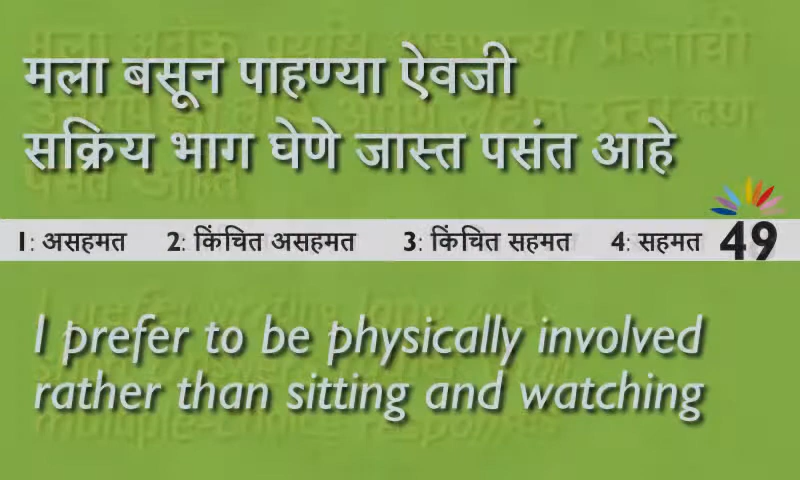 मला बसून पाहण्या ऐवजी
सक्रिय भाग घेणे जास्त पसंत आहे
1: असहमत 2: किंचित असहमत 3: किंचित सहमत 4: सहमत 49
I prefer to be physically involved
rather than sitting and watching